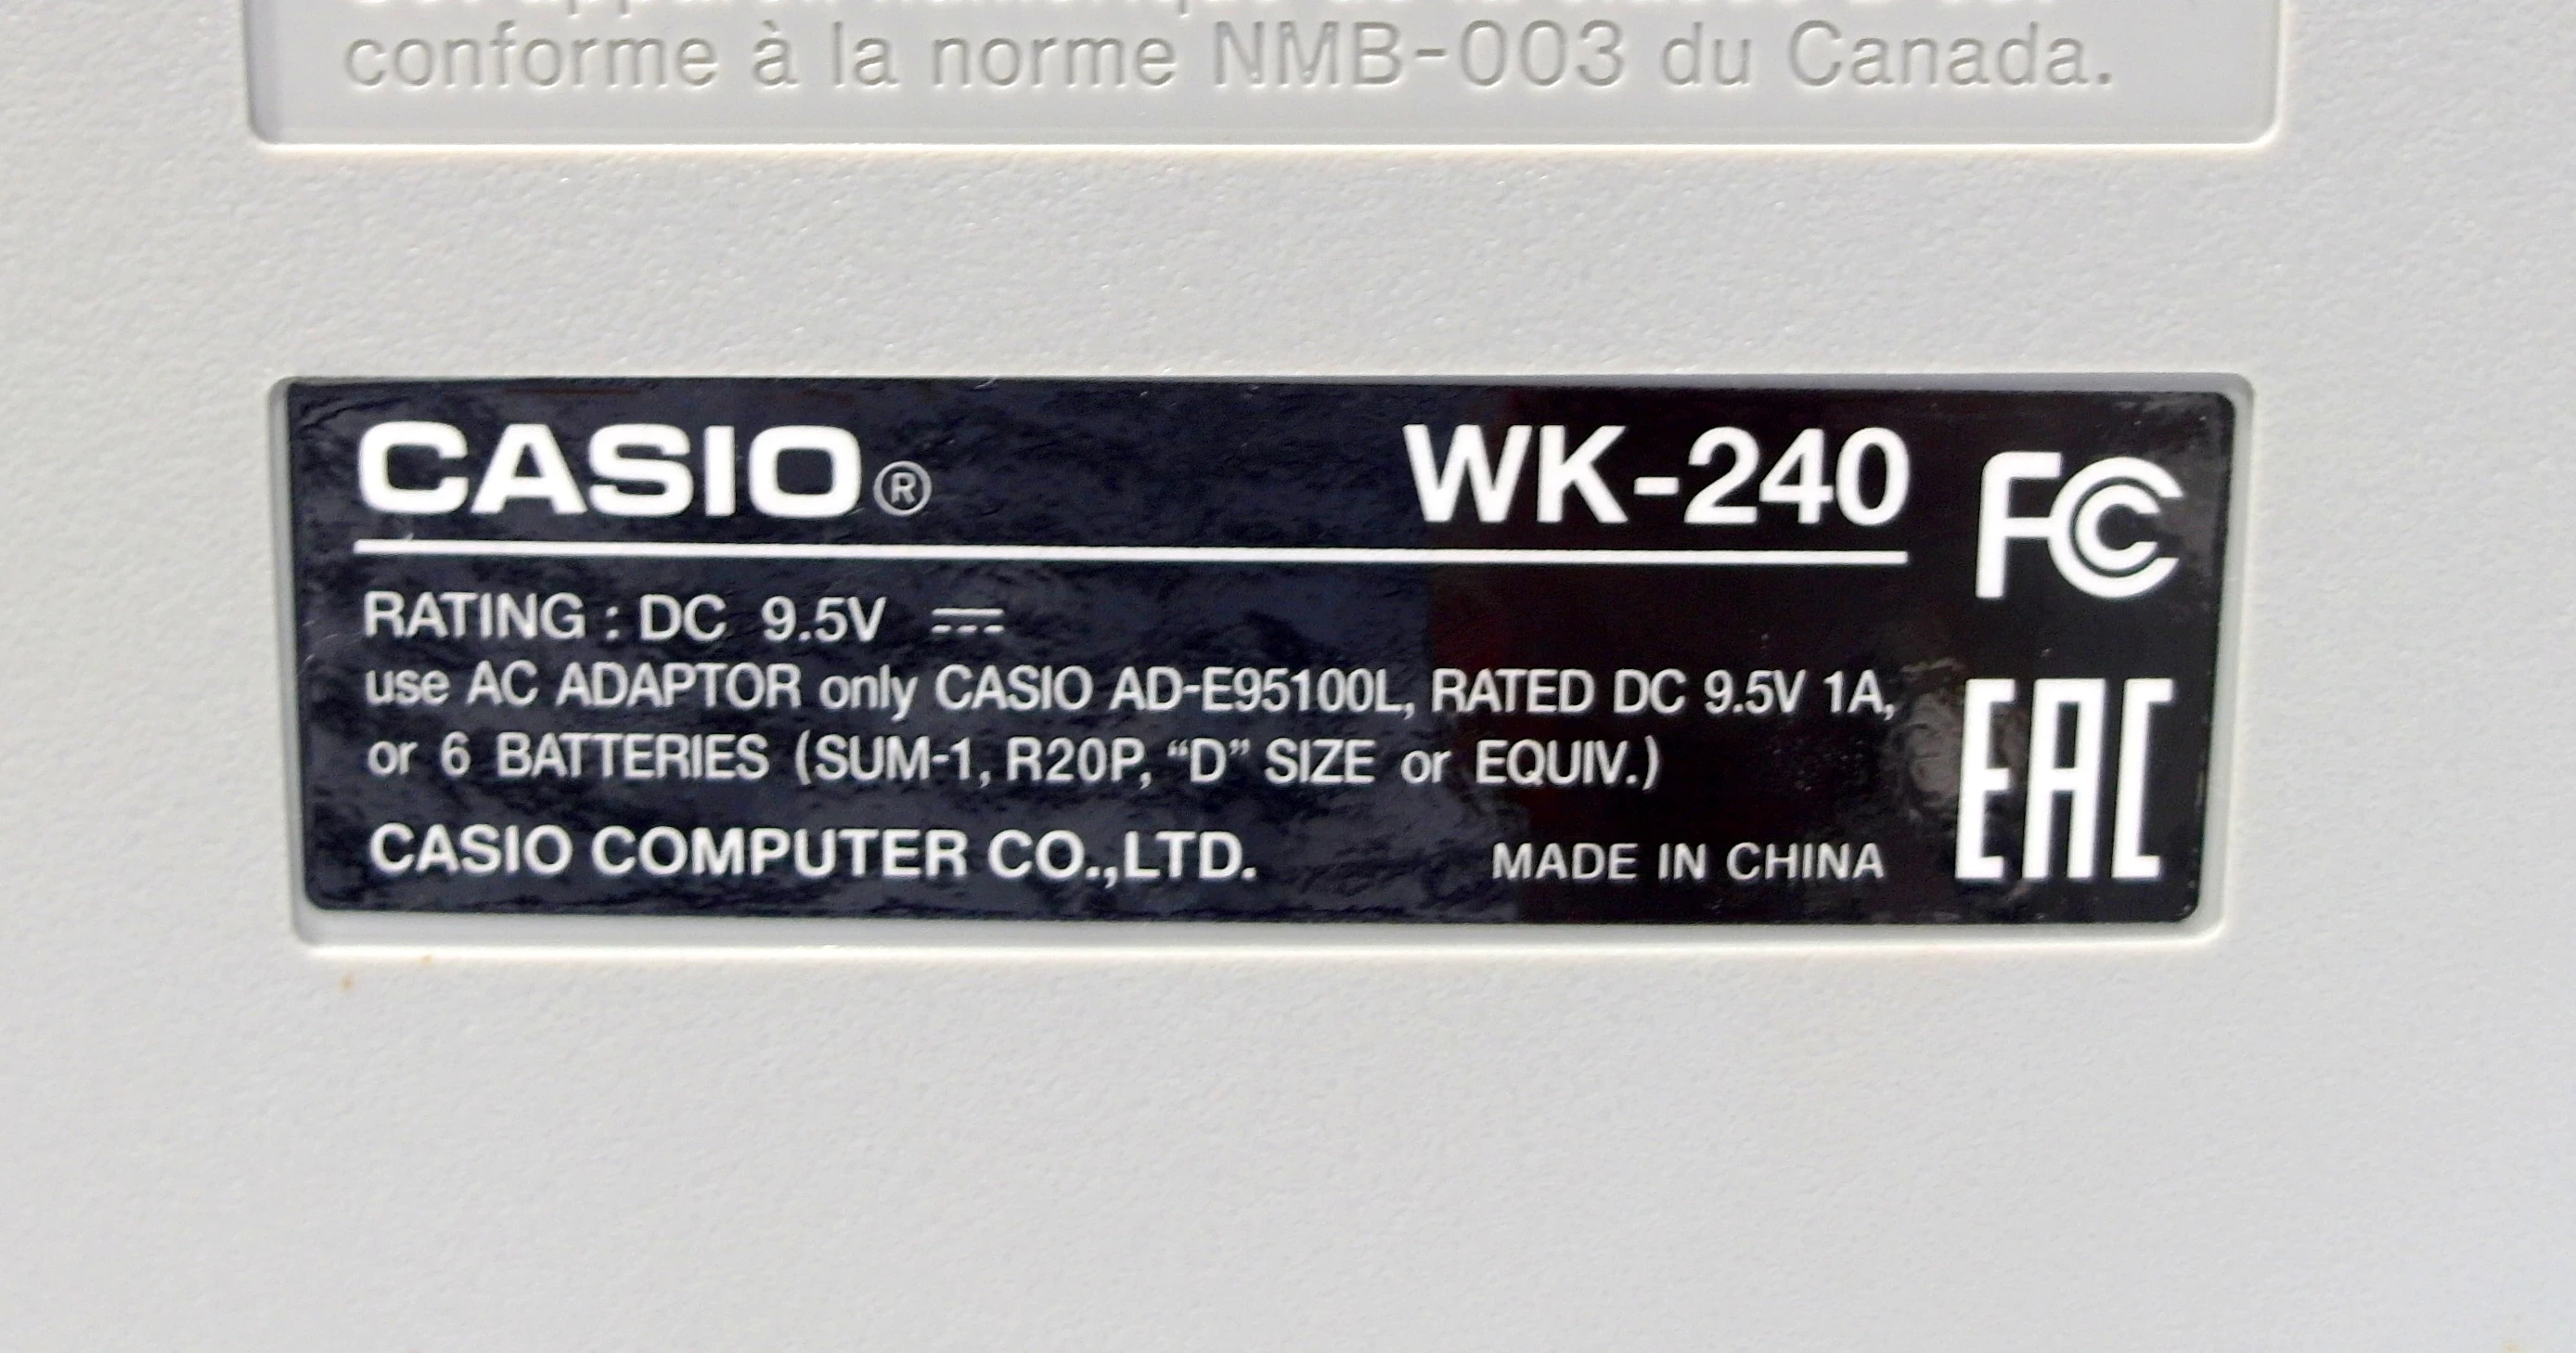 conforme à la norme NMB-003 du Canada.
CASIO® WK-240 FC
RATING : DC 9.5V ⎓
use AC ADAPTOR only CASIO AD-E95100L, RATED DC 9.5V 1A,
or 6 BATTERIES (SUM-1, R20P, “D” SIZE or EQUIV.)
EAC
CASIO COMPUTER CO.,LTD. MADE IN CHINA